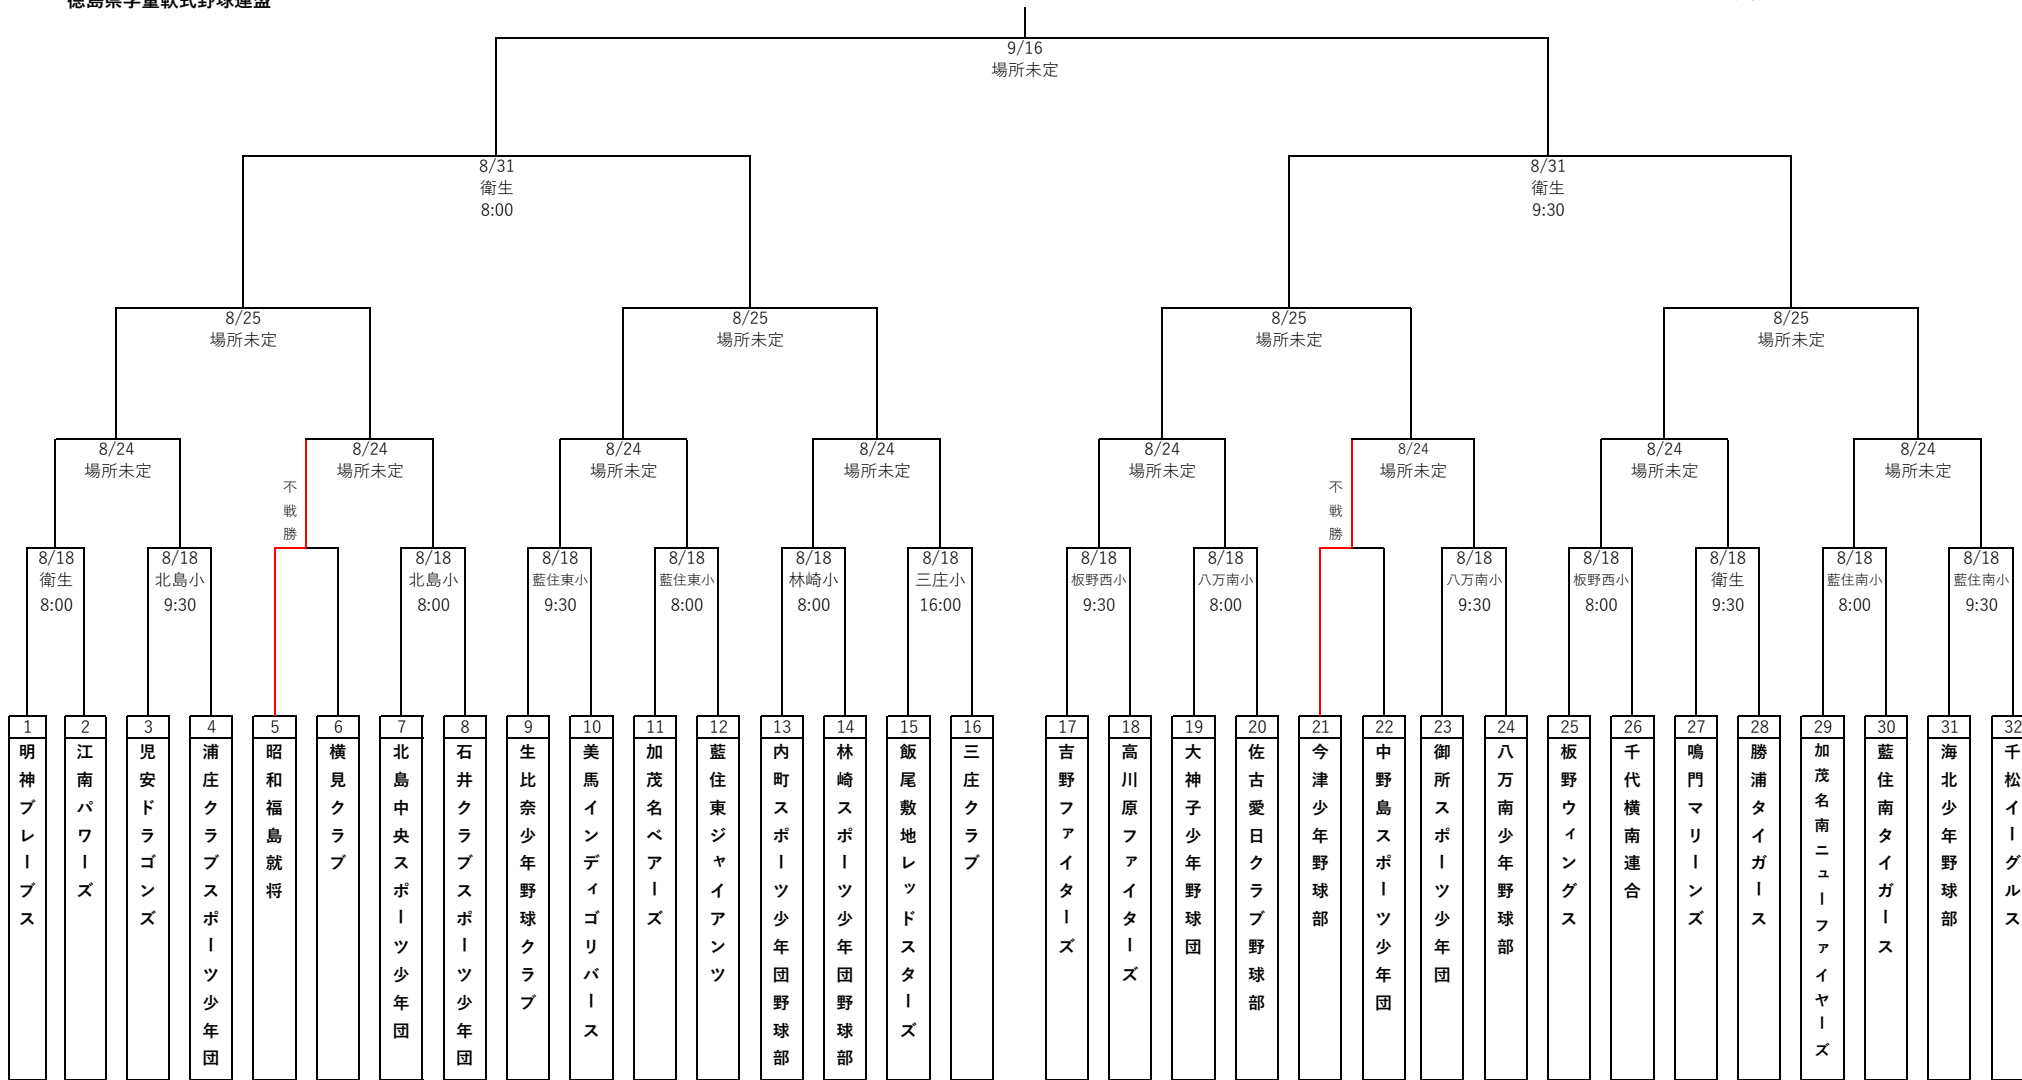 徳島県学童軟式野球連盟
9/16
場所未定
8/31
衛生
8:00
8/31
衛生
9:30
8/25
場所未定
8/25
場所未定
8/25
場所未定
8/25
場所未定
8/24
場所未定
8/24
場所未定
8/24
場所未定
8/24
場所未定
8/24
場所未定
8/24
場所未定
8/24
場所未定
8/24
場所未定
不戦勝
不戦勝
8/18
衛生
8:00
8/18
北島小
9:30
8/18
北島小
8:00
8/18
藍住東小
9:30
8/18
藍住東小
8:00
8/18
林崎小
8:00
8/18
三庄小
16:00
8/18
板野西小
9:30
8/18
八万南小
8:00
8/18
八万南小
9:30
8/18
板野西小
8:00
8/18
衛生
9:30
8/18
藍住南小
8:00
8/18
藍住南小
9:30
1
明神ブレーブス
2
江南パワーズ
3
児安ドラゴンズ
4
浦庄クラブスポーツ少年団
5
昭和福島就将
6
横見クラブ
7
北島中央スポーツ少年団
8
石井クラブスポーツ少年団
9
生比奈少年野球クラブ
10
美馬インディゴリバース
11
加茂名ベアーズ
12
藍住東ジャイアンツ
13
内町スポーツ少年団野球部
14
林崎スポーツ少年団野球部
15
飯尾敷地レッドスターズ
16
三庄クラブ
17
吉野ファイターズ
18
高川原ファイターズ
19
大神子少年野球団
20
佐古愛日クラブ野球部
21
今津少年野球部
22
中野島スポーツ少年団
23
御所スポーツ少年団
24
八万南少年野球部
25
板野ウィングス
26
千代横南連合
27
鳴門マリーンズ
28
勝浦タイガース
29
加茂名南ニューファイヤーズ
30
藍住南タイガース
31
海北少年野球部
32
千松イーグルス